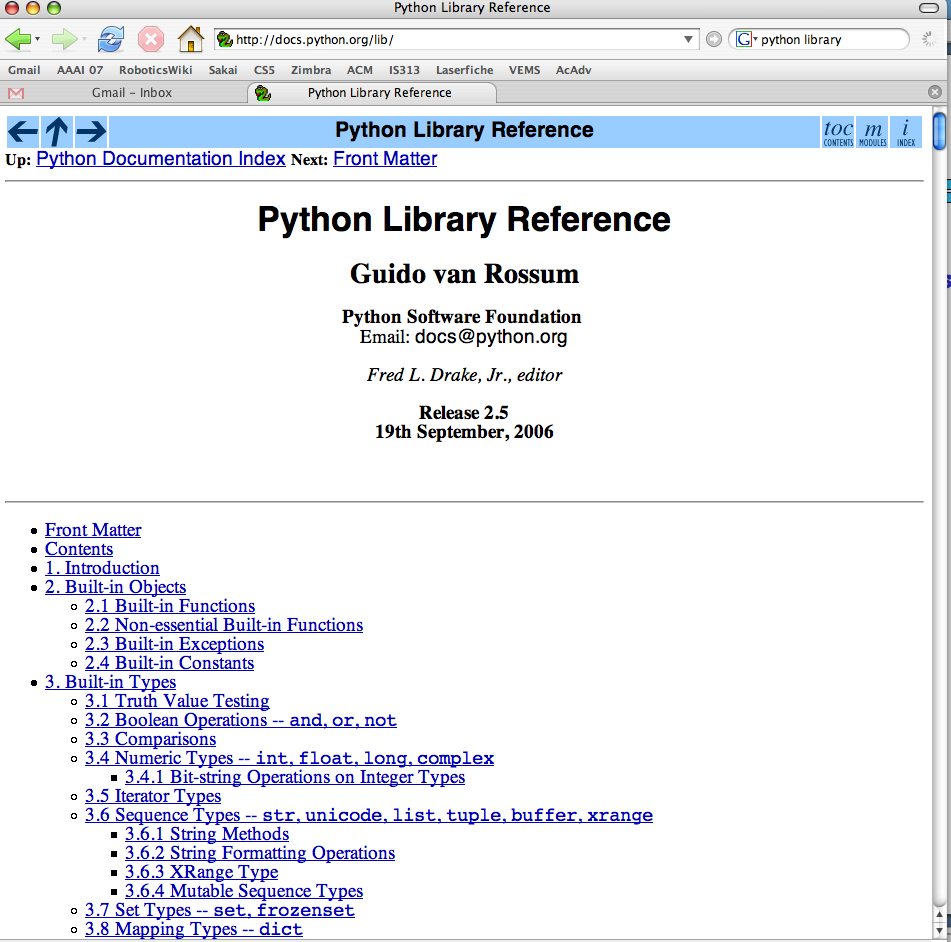 Python Library Reference
http://docs.python.org/lib/
G python library
Gmail AAAI 07 RoboticsWiki Sakai CS5 Zimbra ACM IS313 Laserfiche VEMS AcAdv
Gmail – Inbox Python Library Reference
Python Library Reference
toc CONTENTS m MODULES i INDEX
Up: Python Documentation Index Next: Front Matter
Python Library Reference
Guido van Rossum
Python Software Foundation
Email: docs@python.org
Fred L. Drake, Jr., editor
Release 2.5
19th September, 2006
Front Matter
Contents
1. Introduction
2. Built-in Objects
2.1 Built-in Functions
2.2 Non-essential Built-in Functions
2.3 Built-in Exceptions
2.4 Built-in Constants
3. Built-in Types
3.1 Truth Value Testing
3.2 Boolean Operations -- and, or, not
3.3 Comparisons
3.4 Numeric Types -- int, float, long, complex
3.4.1 Bit-string Operations on Integer Types
3.5 Iterator Types
3.6 Sequence Types -- str, unicode, list, tuple, buffer, xrange
3.6.1 String Methods
3.6.2 String Formatting Operations
3.6.3 XRange Type
3.6.4 Mutable Sequence Types
3.7 Set Types -- set, frozenset
3.8 Mapping Types -- dict